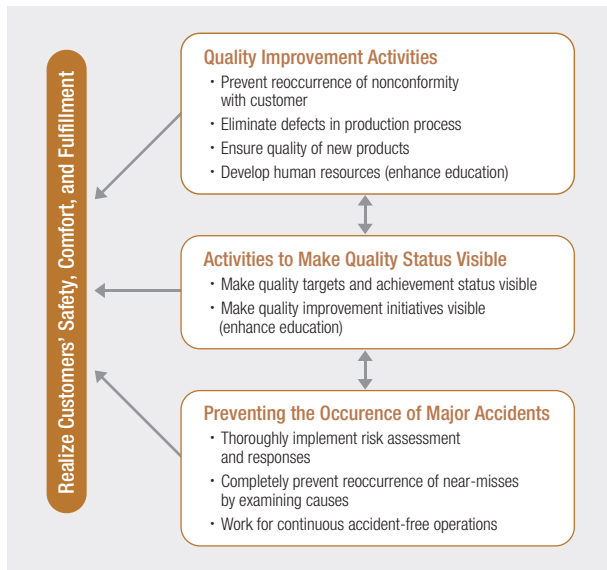 Realize Customers' Safety, Comfort, and Fulfillment
Quality Improvement Activities
・Prevent reoccurrence of nonconformity
with customer
・Eliminate defects in production process
・Ensure quality of new products
・Develop human resources (enhance education)
Activities to Make Quality Status Visible
・Make quality targets and achievement status visible
・Make quality improvement initiatives visible
(enhance education)
Preventing the Occurence of Major Accidents
・Thoroughly implement risk assessment
and responses
・Completely prevent reoccurrence of near-misses
by examining causes
・Work for continuous accident-free operations